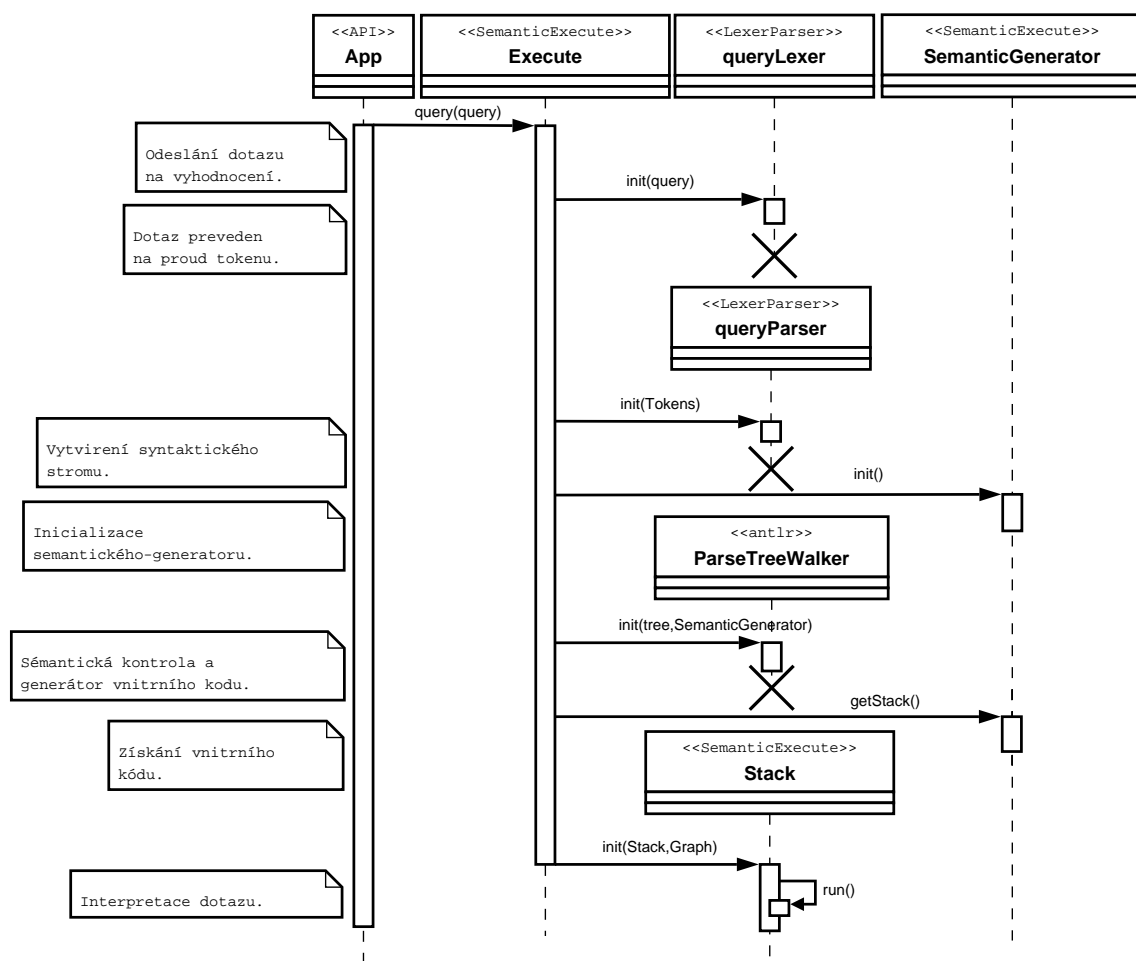 <<API>>
App
<<SemanticExecute>>
Execute
<<LexerParser>>
queryLexer
<<SemanticExecute>>
SemanticGenerator
query(query)
Odeslání dotazu
na vyhodnocení.
init(query)
Dotaz preveden
na proud tokenu.
<<LexerParser>>
queryParser
init(Tokens)
Vytvirení syntaktického
stromu.
init()
Inicializace
semantického-generatoru.
<<antlr>>
ParseTreeWalker
init(tree,SemanticGenerator)
Sémantická kontrola a
generátor vnitrního kodu.
getStack()
Získání vnitrního
kódu.
<<SemanticExecute>>
Stack
init(Stack,Graph)
run()
Interpretace dotazu.